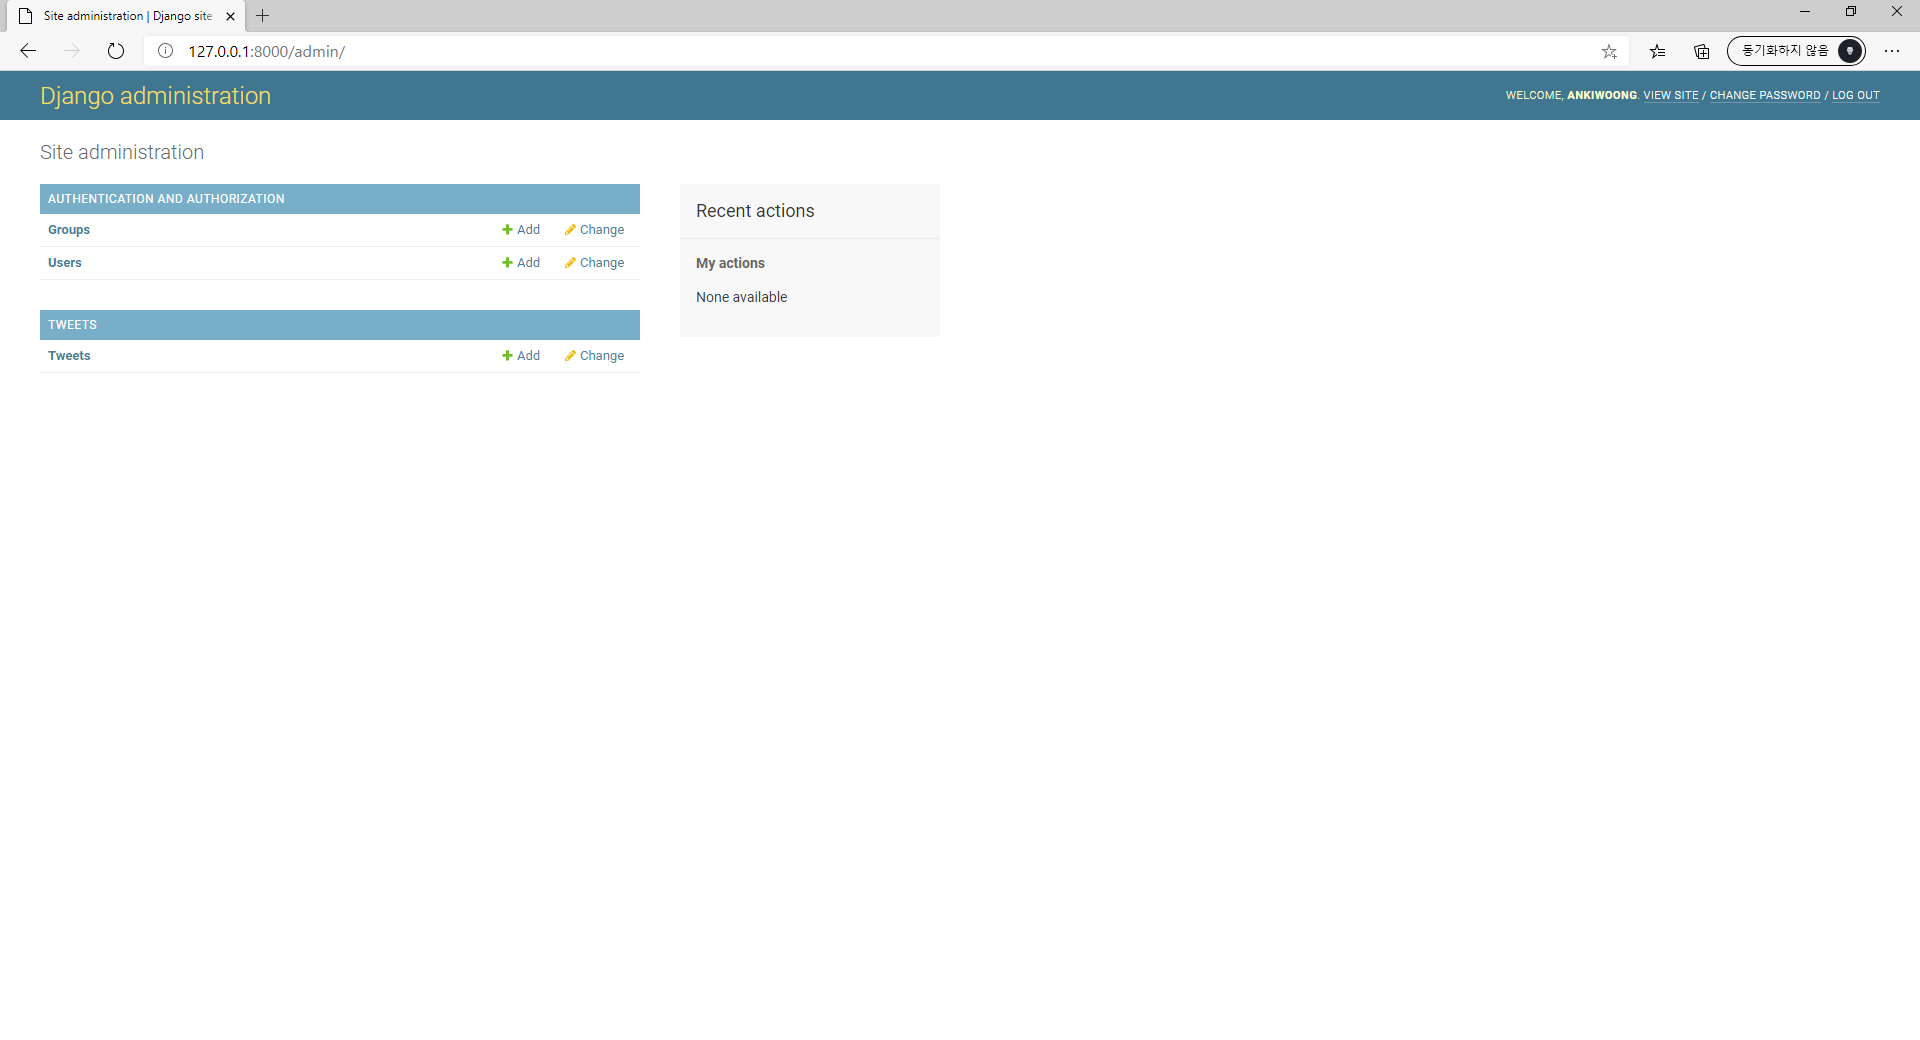 Site administration | Django site
127.0.0.1:8000/admin/
동기화하지 않음
Django administration
WELCOME, ANKIWOONG. VIEW SITE / CHANGE PASSWORD / LOG OUT
Site administration
AUTHENTICATION AND AUTHORIZATION
Groups Add Change
Users Add Change
TWEETS
Tweets Add Change
Recent actions
My actions
None available